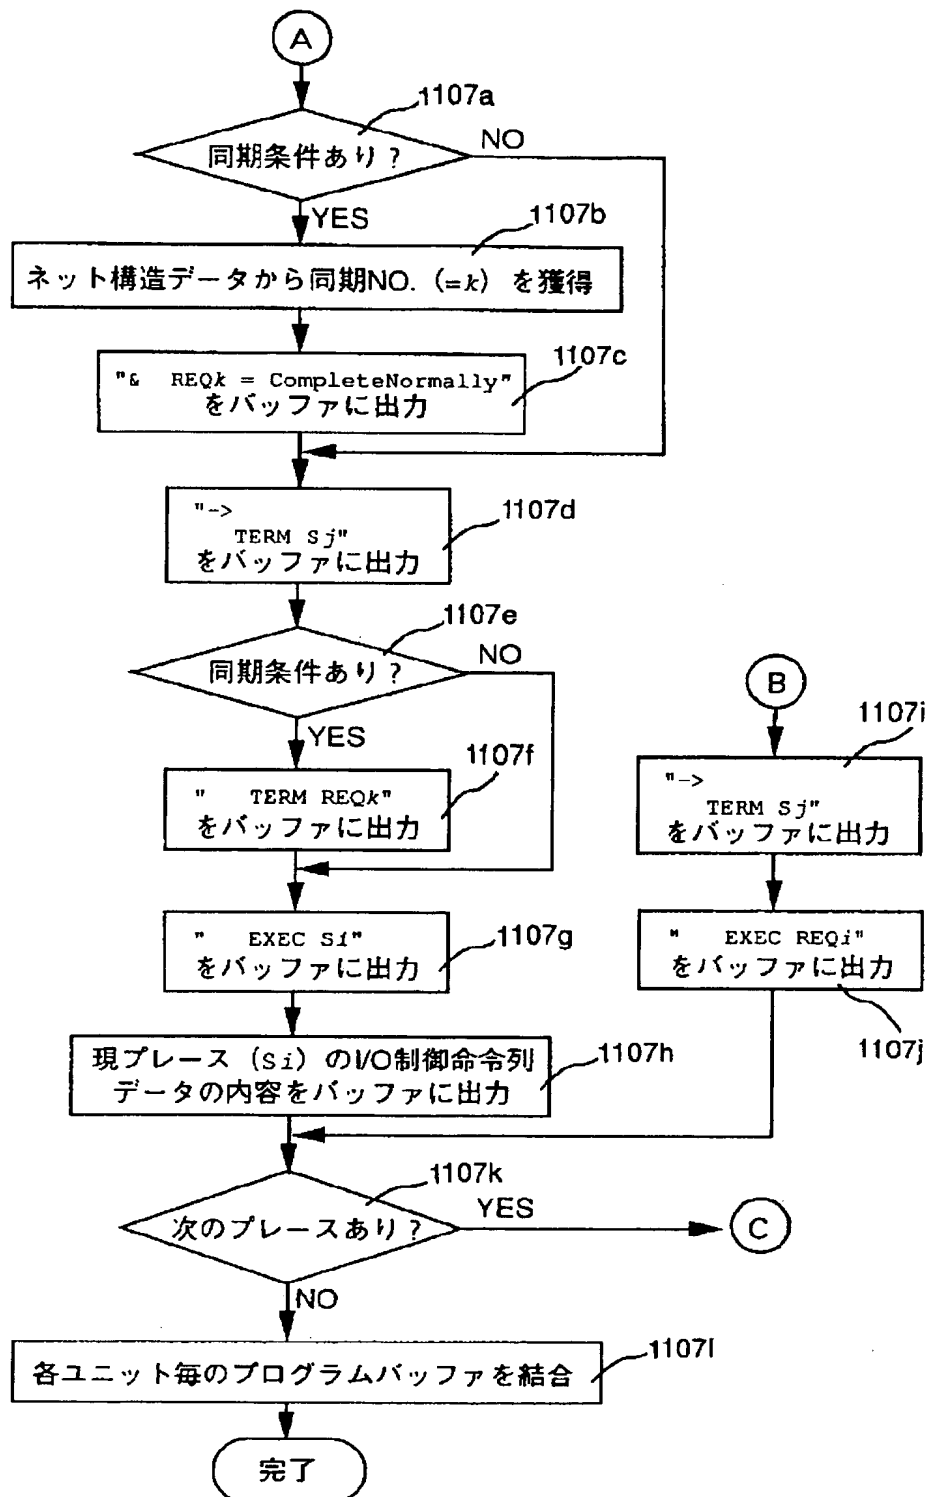 A
1107a
同期条件あり?
NO
YES
1107b
ネット構造データから同期NO. (=k) を獲得
1107c
"& REQk = CompleteNormally"
をバッファに出力
"->
TERM Sj"
をバッファに出力
1107d
1107e
同期条件あり?
NO
YES
1107f
" TERM REQk"
をバッファに出力
" EXEC Si"
をバッファに出力
1107g
現プレース (Si) のI/O制御命令列
データの内容をバッファに出力
1107h
B
1107i
"->
TERM Sj"
をバッファに出力
" EXEC REQi"
をバッファに出力
1107j
1107k
次のプレースあり?
YES
C
NO
各ユニット毎のプログラムバッファを結合
1107l
完了